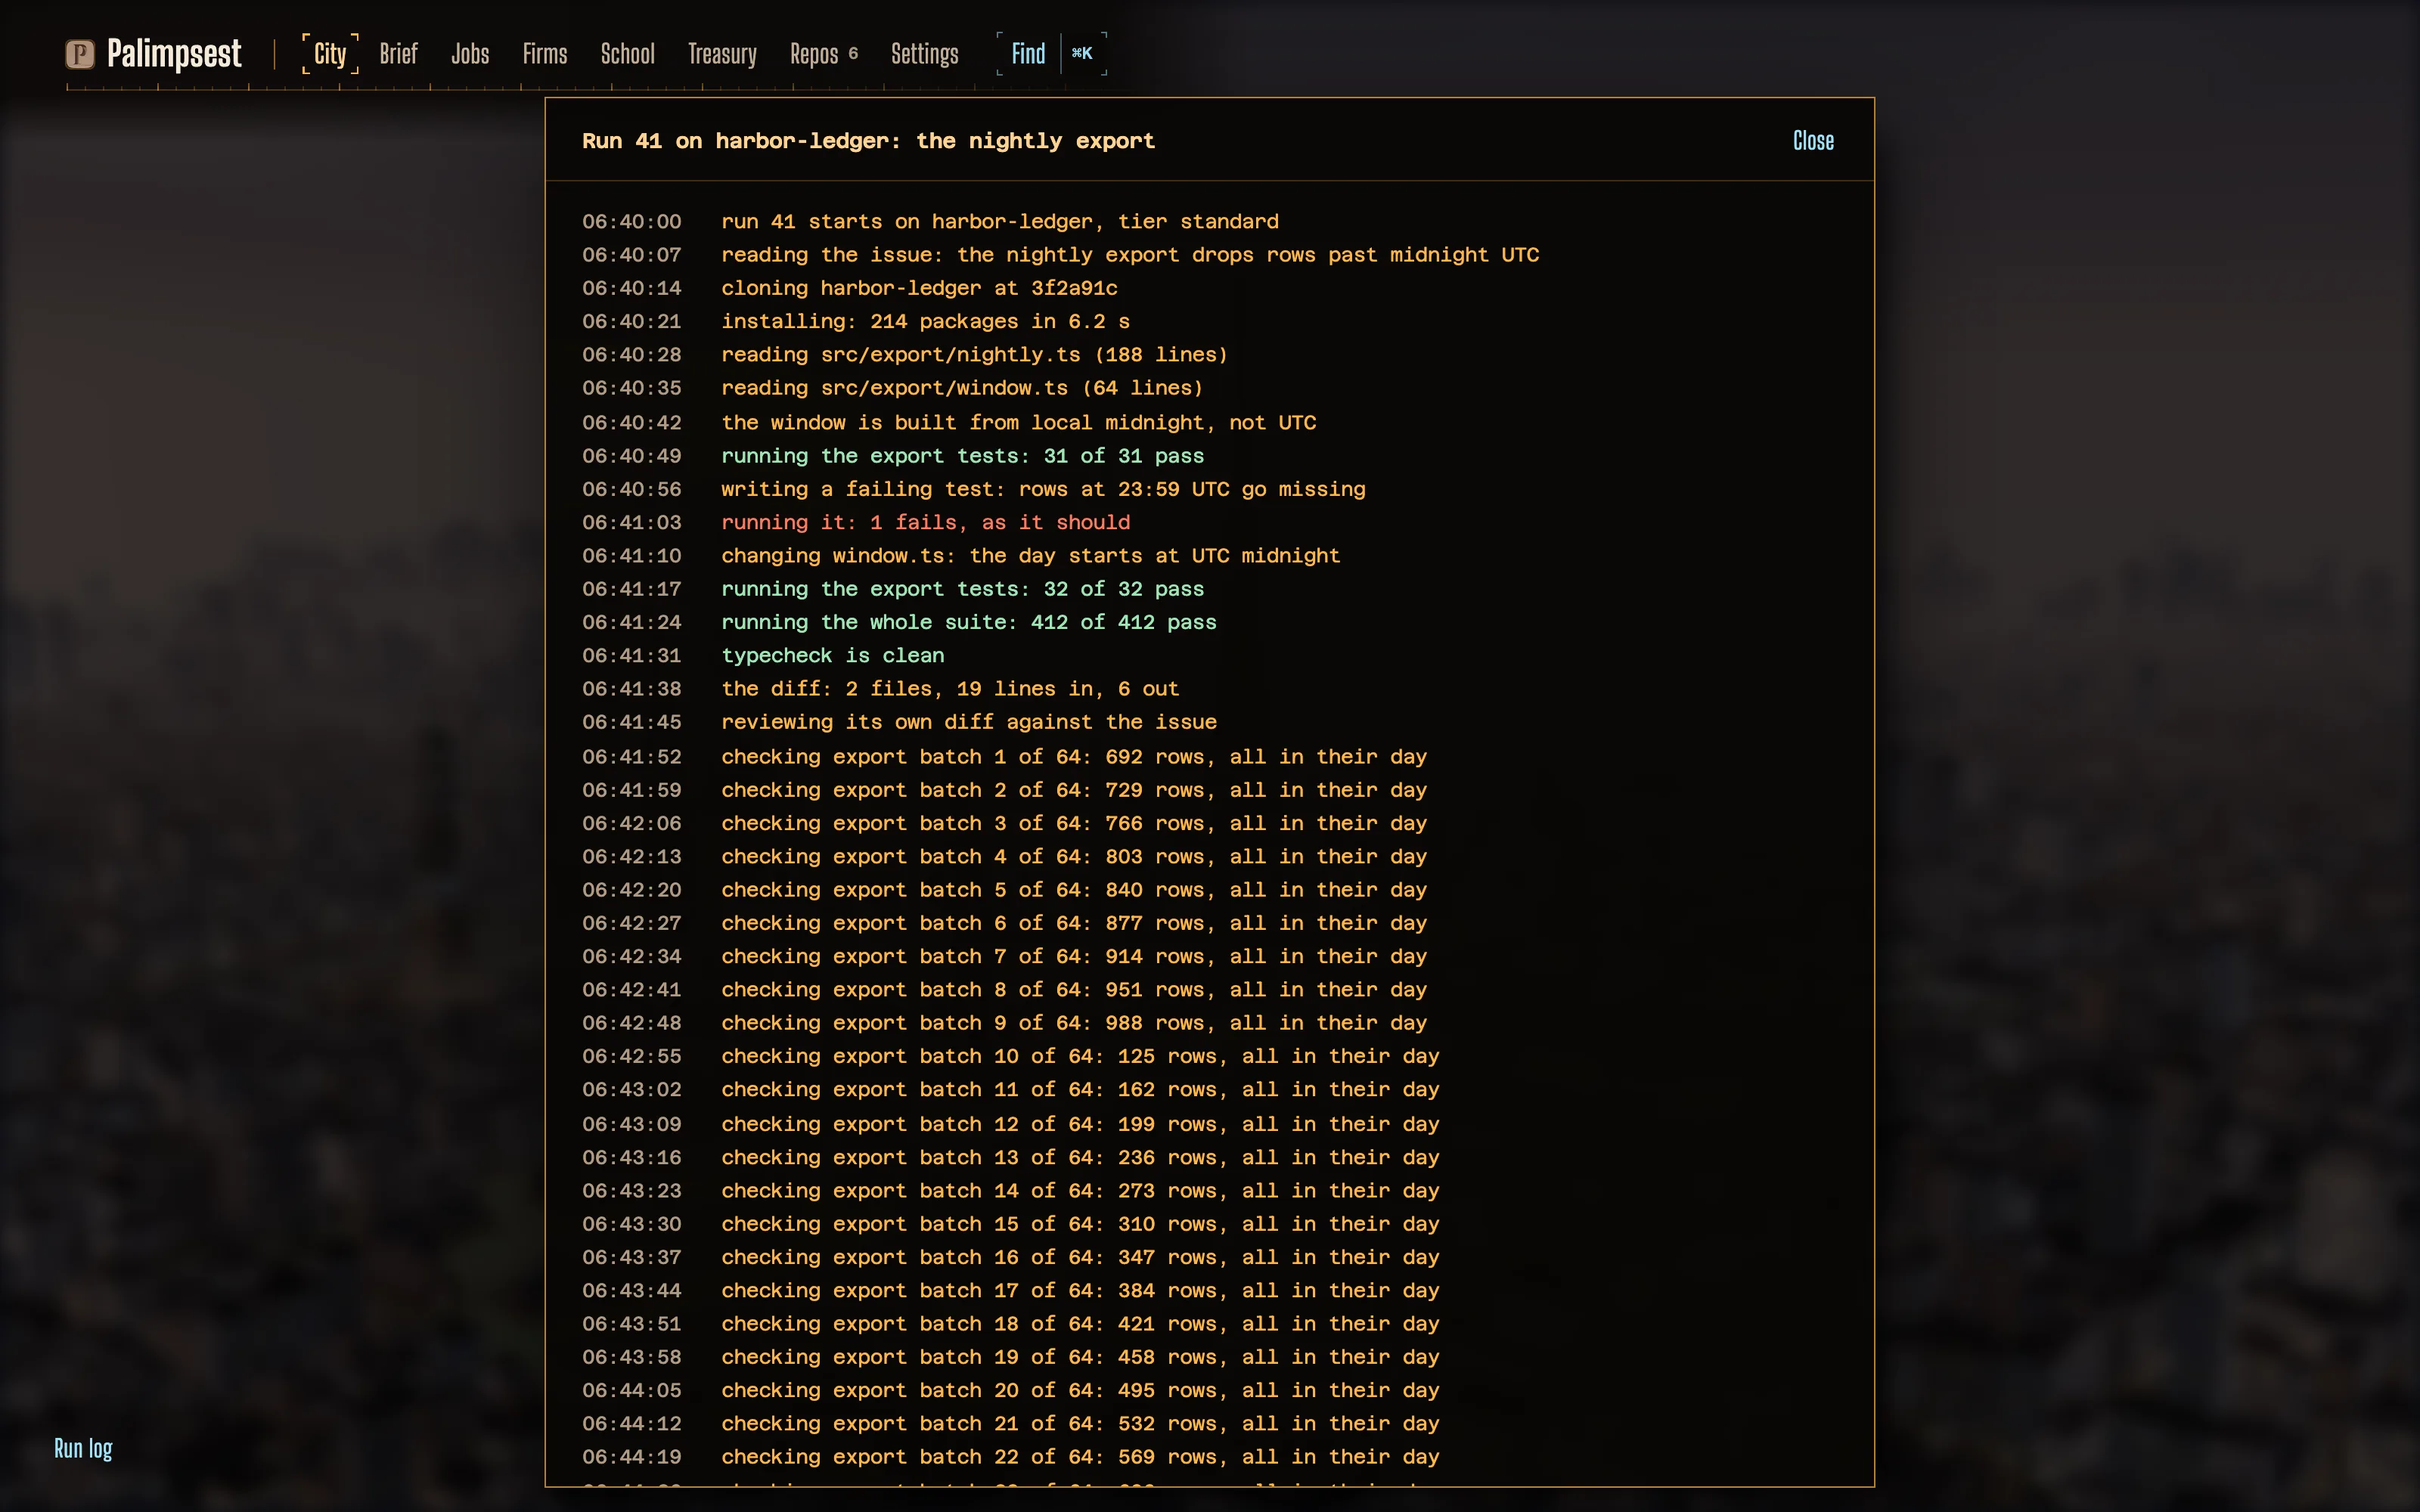 P Palimpsest City Brief Jobs Firms School Treasury Repos 6 Settings Find ⌘K
Run 41 on harbor-ledger: the nightly export Close
06:40:00 run 41 starts on harbor-ledger, tier standard
06:40:07 reading the issue: the nightly export drops rows past midnight UTC
06:40:14 cloning harbor-ledger at 3f2a91c
06:40:21 installing: 214 packages in 6.2 s
06:40:28 reading src/export/nightly.ts (188 lines)
06:40:35 reading src/export/window.ts (64 lines)
06:40:42 the window is built from local midnight, not UTC
06:40:49 running the export tests: 31 of 31 pass
06:40:56 writing a failing test: rows at 23:59 UTC go missing
06:41:03 running it: 1 fails, as it should
06:41:10 changing window.ts: the day starts at UTC midnight
06:41:17 running the export tests: 32 of 32 pass
06:41:24 running the whole suite: 412 of 412 pass
06:41:31 typecheck is clean
06:41:38 the diff: 2 files, 19 lines in, 6 out
06:41:45 reviewing its own diff against the issue
06:41:52 checking export batch 1 of 64: 692 rows, all in their day
06:41:59 checking export batch 2 of 64: 729 rows, all in their day
06:42:06 checking export batch 3 of 64: 766 rows, all in their day
06:42:13 checking export batch 4 of 64: 803 rows, all in their day
06:42:20 checking export batch 5 of 64: 840 rows, all in their day
06:42:27 checking export batch 6 of 64: 877 rows, all in their day
06:42:34 checking export batch 7 of 64: 914 rows, all in their day
06:42:41 checking export batch 8 of 64: 951 rows, all in their day
06:42:48 checking export batch 9 of 64: 988 rows, all in their day
06:42:55 checking export batch 10 of 64: 125 rows, all in their day
06:43:02 checking export batch 11 of 64: 162 rows, all in their day
06:43:09 checking export batch 12 of 64: 199 rows, all in their day
06:43:16 checking export batch 13 of 64: 236 rows, all in their day
06:43:23 checking export batch 14 of 64: 273 rows, all in their day
06:43:30 checking export batch 15 of 64: 310 rows, all in their day
06:43:37 checking export batch 16 of 64: 347 rows, all in their day
06:43:44 checking export batch 17 of 64: 384 rows, all in their day
06:43:51 checking export batch 18 of 64: 421 rows, all in their day
06:43:58 checking export batch 19 of 64: 458 rows, all in their day
06:44:05 checking export batch 20 of 64: 495 rows, all in their day
06:44:12 checking export batch 21 of 64: 532 rows, all in their day
06:44:19 checking export batch 22 of 64: 569 rows, all in their day
Run log